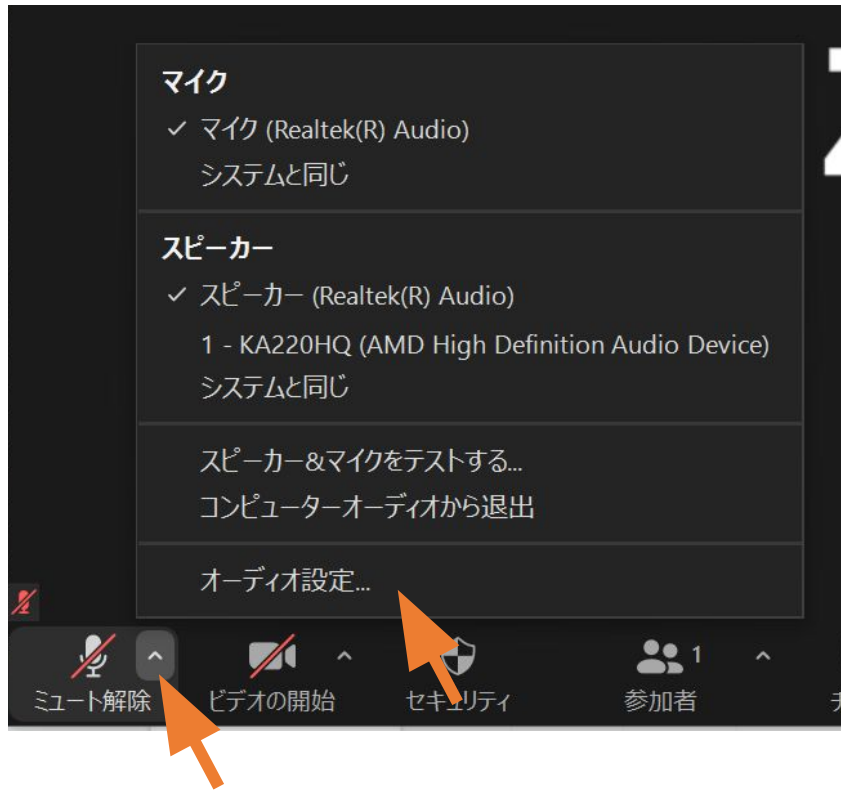 マイク
マイク (Realtek(R) Audio)
システムと同じ
スピーカー
スピーカー (Realtek(R) Audio)
1 - KA220HQ (AMD High Definition Audio Device)
システムと同じ
スピーカー&マイクをテストする...
コンピューターオーディオから退出
オーディオ設定...
1
ミュート解除 ビデオの開始 セキュリティ 参加者